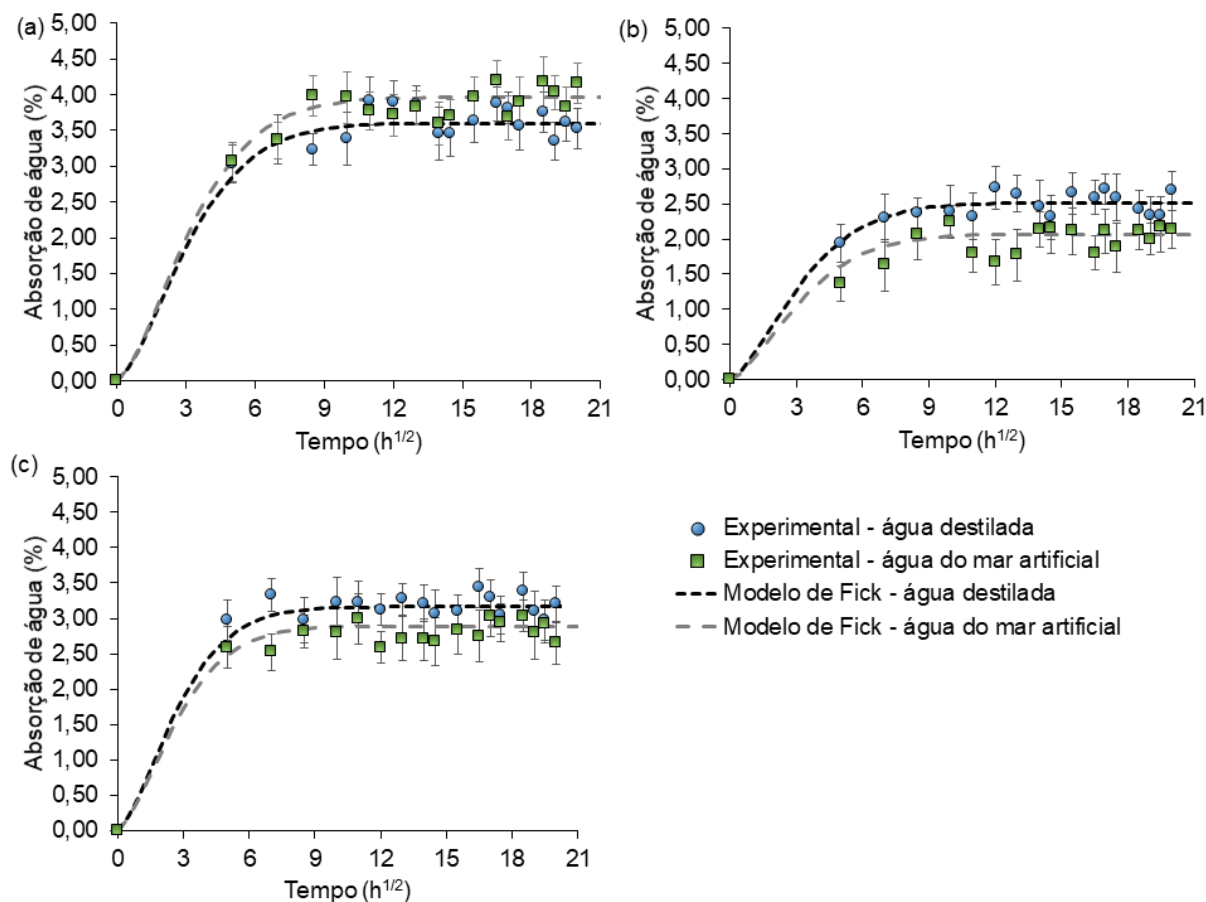 (a)
Absorção de água (%)
5,00
4,50
4,00
3,50
3,00
2,50
2,00
1,50
1,00
0,50
0,00
0 3 6 9 12 15 18 21
Tempo (h1/2)
(b)
Absorção de água (%)
5,00
4,50
4,00
3,50
3,00
2,50
2,00
1,50
1,00
0,50
0,00
0 3 6 9 12 15 18 21
Tempo (h1/2)
(c)
Absorção de água (%)
5,00
4,50
4,00
3,50
3,00
2,50
2,00
1,50
1,00
0,50
0,00
0 3 6 9 12 15 18 21
Tempo (h1/2)
Experimental - água destilada
Experimental - água do mar artificial
Modelo de Fick - água destilada
Modelo de Fick - água do mar artificial